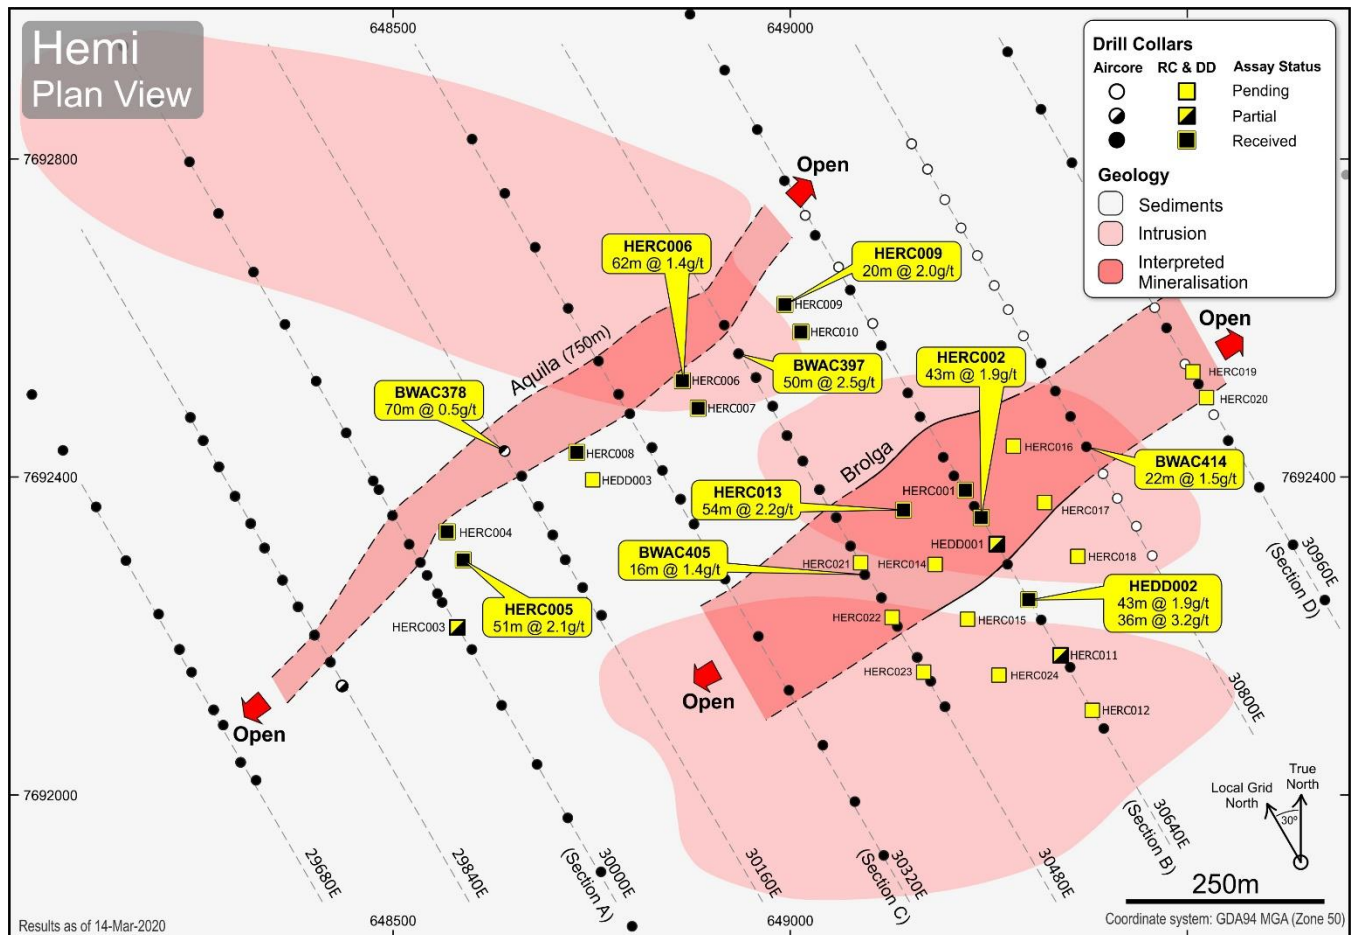 Hemi
Plan View
648500
649000
7692800
7692400
7692000
Drill Collars
Aircore RC & DD Assay Status
Pending
Partial
Received
Geology
Sediments
Intrusion
Interpreted
Mineralisation
Open
HERC006
62m @ 1.4g/t
HERC009
20m @ 2.0g/t
HERC009
HERC010
Open
Aquila (750m)
BWAC397
50m @ 2.5g/t
HERC002
43m @ 1.9g/t
HERC019
HERC006
BWAC378
70m @ 0.5g/t
HERC007
HERC020
HERC008
HERC016
Brolga
BWAC414
22m @ 1.5g/t
HEDD003
HERC013
54m @ 2.2g/t
HERC001
HERC017
HERC004
HEDD001
BWAC405
16m @ 1.4g/t
HERC021
HERC014
HERC018
30960E
(Section D)
HERC005
51m @ 2.1g/t
HEDD002
43m @ 1.9g/t
36m @ 3.2g/t
HERC003
HERC022
HERC015
HERC011
HERC023
HERC024
Open
HERC012
Open
30800E
True
North
Local Grid
North
30º
29680E
29840E
30000E
(Section A)
30160E
30320E
(Section C)
30480E
30640E
(Section B)
250m
648500
649000
Results as of 14-Mar-2020
Coordinate system: GDA94 MGA (Zone 50)